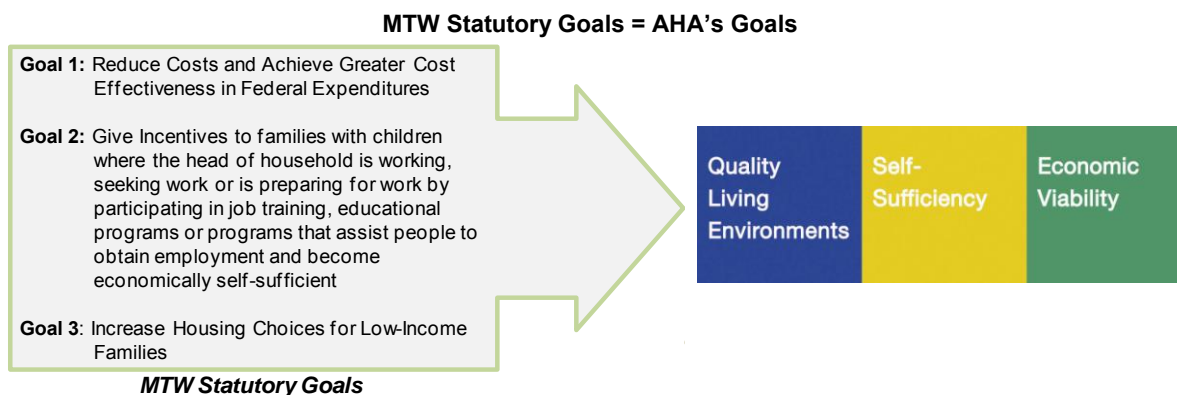 MTW Statutory Goals = AHA's Goals
Goal 1: Reduce Costs and Achieve Greater Cost
Effectiveness in Federal Expenditures
Goal 2: Give Incentives to families with children
where the head of household is working,
seeking work or is preparing for work by
participating in job training, educational
programs or programs that assist people to
obtain employment and become
economically self-sufficient
Goal 3: Increase Housing Choices for Low-Income
Families
MTW Statutory Goals
Quality
Living
Environments
Self-
Sufficiency
Economic
Viability